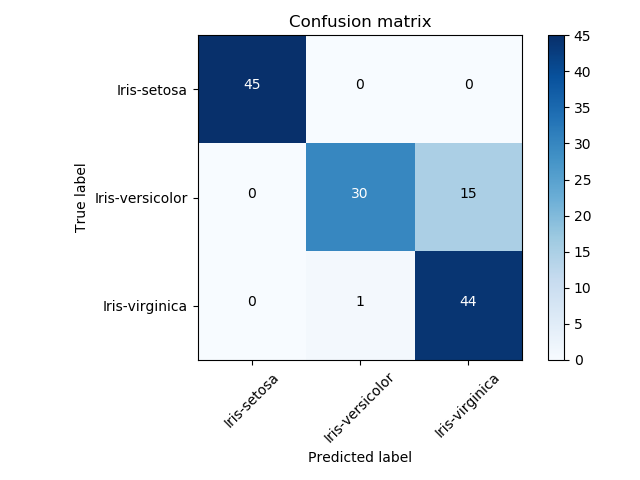 Confusion matrix
True label
Iris-setosa
45 0 0
Iris-versicolor
0 30 15
Iris-virginica
0 1 44
Iris-setosa
Iris-versicolor
Iris-virginica
Predicted label
45
40
35
30
25
20
15
10
5
0